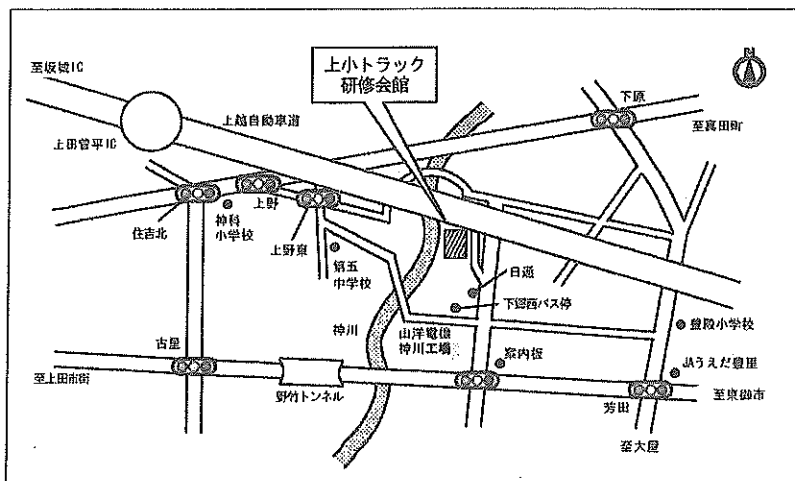 上小トラック
研修会館
N
至坂城IC
上田菅平IC
上越自動車道
下原
至真田町
上野
住吉北
神科
小学校
上野東
第五
中学校
日通
下郷西バス停
神川
山洋電機
神川工場
豊殿小学校
古里
案内板
JAうえだ豊里
至上田市街
野竹トンネル
芳田
至東御市
至大屋